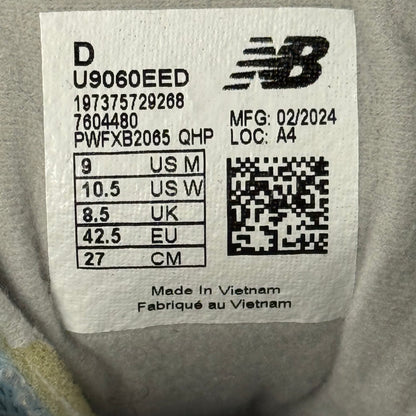 D
NB
U9060EED
197375729268
7604480
PWFXB2065 QHP
MFG: 02/2024
LOC: A4
9 US M
10.5 US W
8.5 UK
42.5 EU
27 CM
Made In Vietnam
Fabriqué au Vietnam